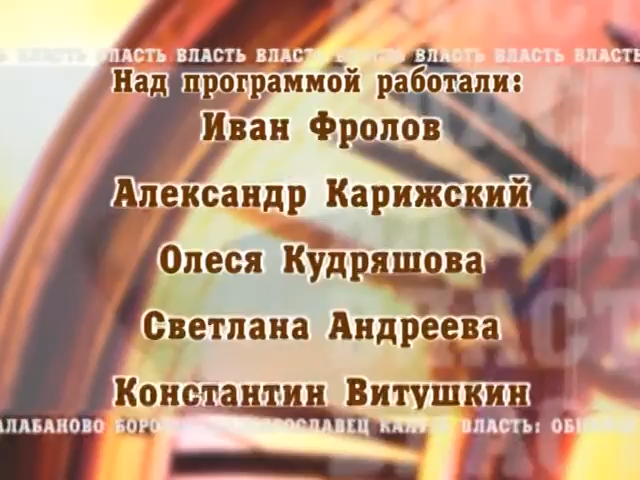 ВЛАСТЬ ВЛАСТЬ ВЛАСТЬ ВЛАСТЬ ВЛАСТЬ ВЛАСТЬ ВЛАСТЬ
Над программой работали:
Иван Фролов
Александр Карижский
Олеся Кудряшова
Светлана Андреева
Константин Витушкин
ВЛАСТЬ: